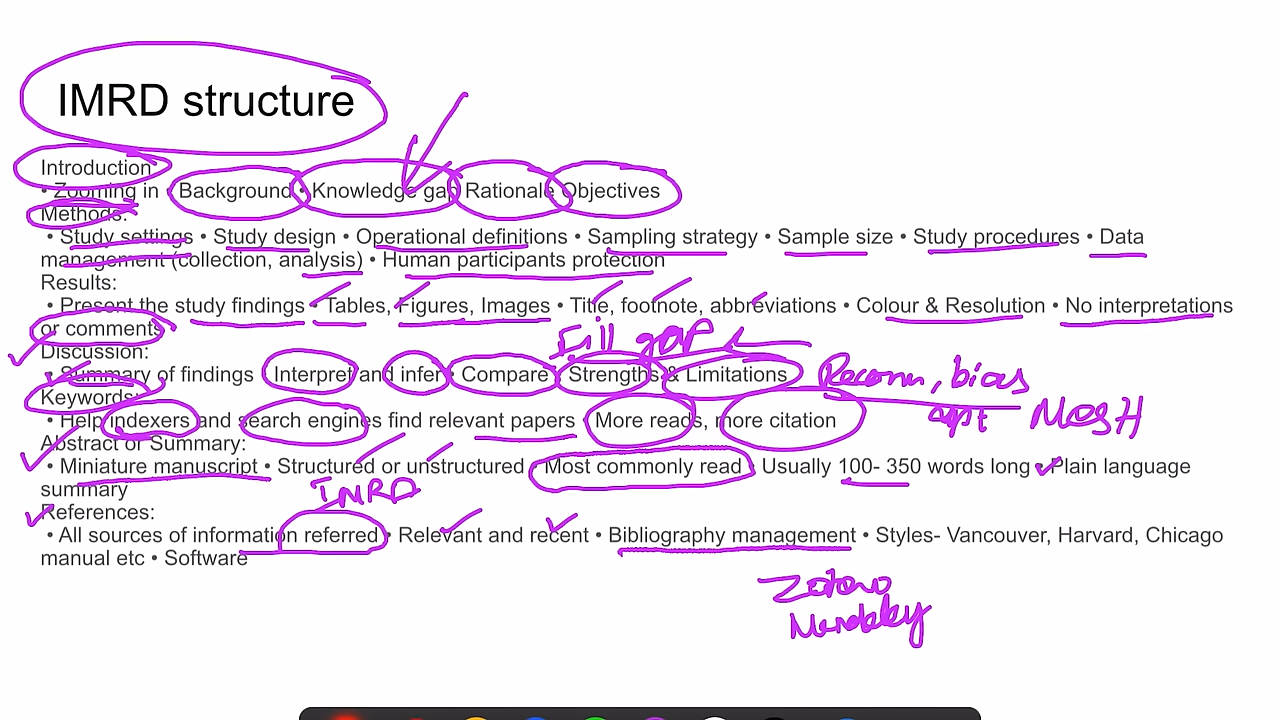 IMRD structure
Introduction
• Zooming in • Background • Knowledge gap Rationale Objectives
Methods:
• Study settings • Study design • Operational definitions • Sampling strategy • Sample size • Study procedures • Data
management (collection, analysis) • Human participants protection
Results:
• Present the study findings • Tables, Figures, Images • Title, footnote, abbreviations • Colour & Resolution • No interpretations
or comments
Fill gap
Discussion:
• Summary of findings • Interpret and infer • Compare • Strengths & Limitations
Recomm, bias
Keywords:
• Help indexers and search engines find relevant papers • More reads, more citation
MesH
Abstract or Summary:
• Miniature manuscript • Structured or unstructured • Most commonly read • Usually 100- 350 words long • Plain language
summary
IMRD
References:
• All sources of information referred • Relevant and recent • Bibliography management • Styles- Vancouver, Harvard, Chicago
manual etc • Software
Zotero
Mendeley